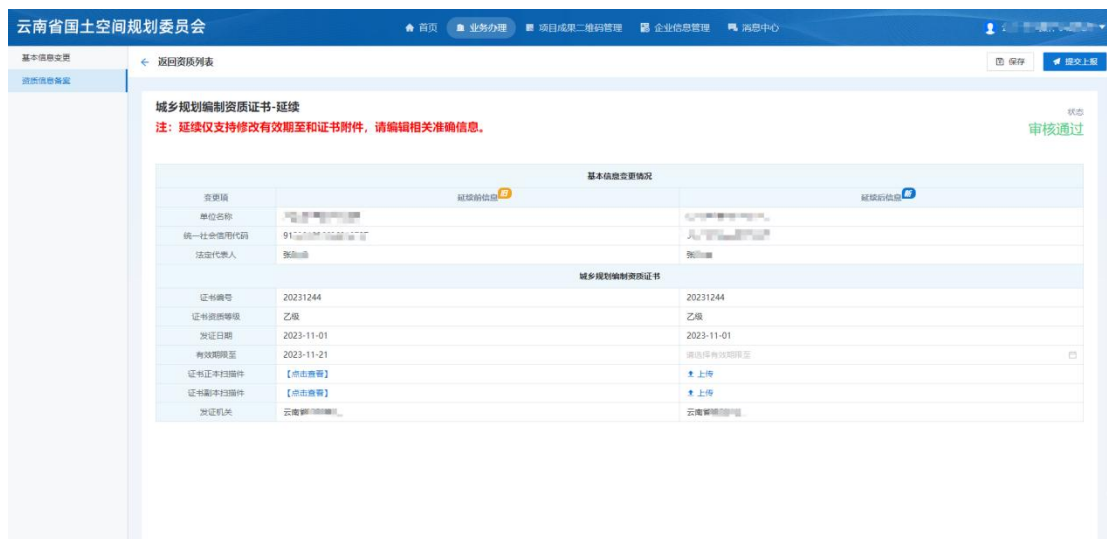 云南省国土空间规划委员会 首页 业务办理 项目成果二维码管理 企业信息管理 消息中心
基本信息变更
资质信息备案
返回资质列表 保存 提交上报
城乡规划编制资质证书-延续 状态
注：延续仅支持修改有效期至和证书附件，请编辑相关准确信息。 审核通过
基本信息变更情况
变更项 延续前信息 旧 延续后信息 新
单位名称
统一社会信用代码 91
法定代表人 张 张
城乡规划编制资质证书
证书编号 20231244 20231244
证书资质等级 乙级 乙级
发证日期 2023-11-01 2023-11-01
有效期限至 2023-11-21 请选择有效期限至
证书正本扫描件 【点击查看】 上传
证书副本扫描件 【点击查看】 上传
发证机关 云南省 云南省